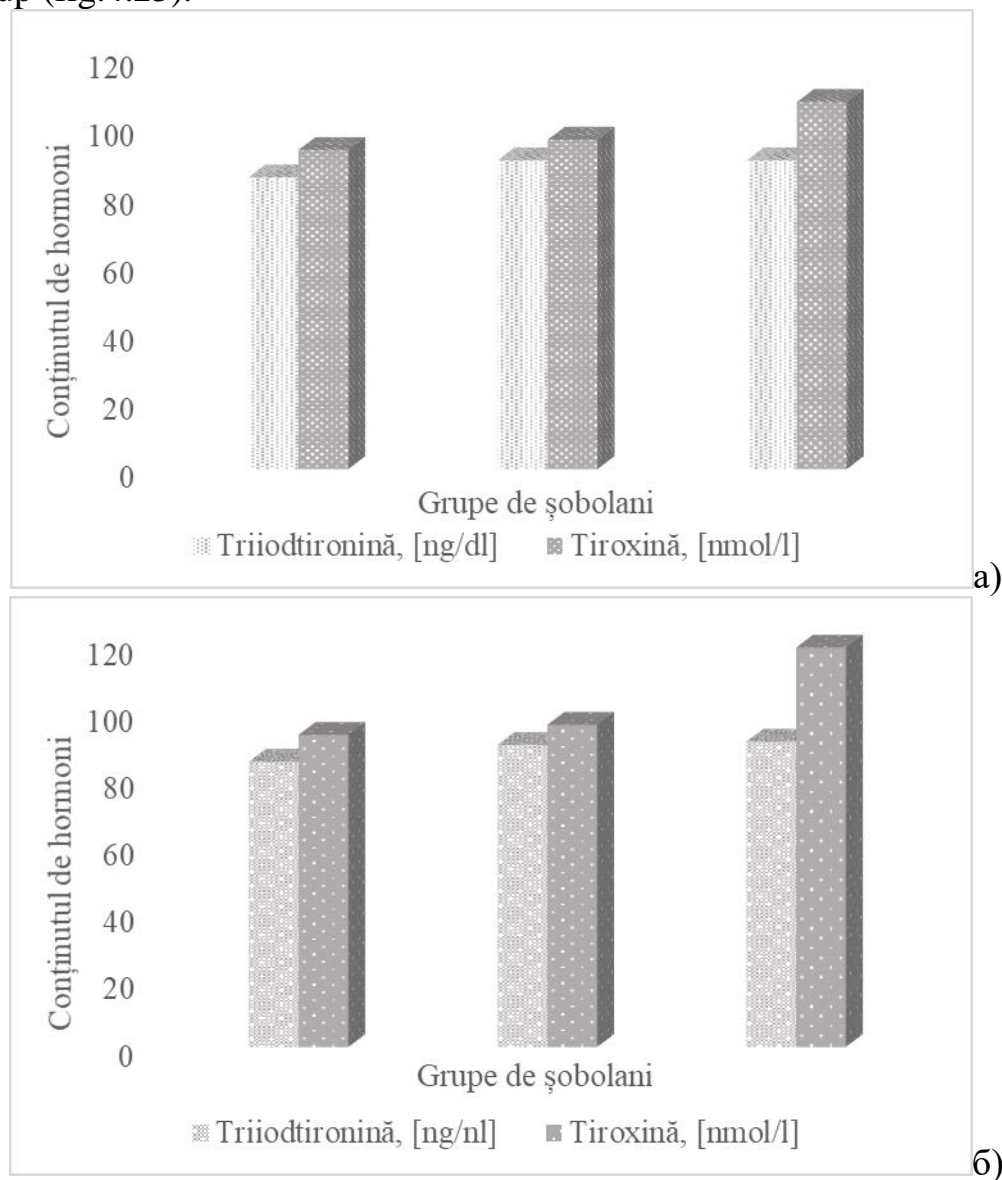 120
100
80
60
40
20
0
Conținutul de hormoni
Grupe de șobolani
Triiodtironină, [ng/dl] Tiroxină, [nmol/l]
a)
120
100
80
60
40
20
0
Conținutul de hormoni
Grupe de șobolani
Triiodtironină, [ng/nl] Tiroxină, [nmol/l]
б)